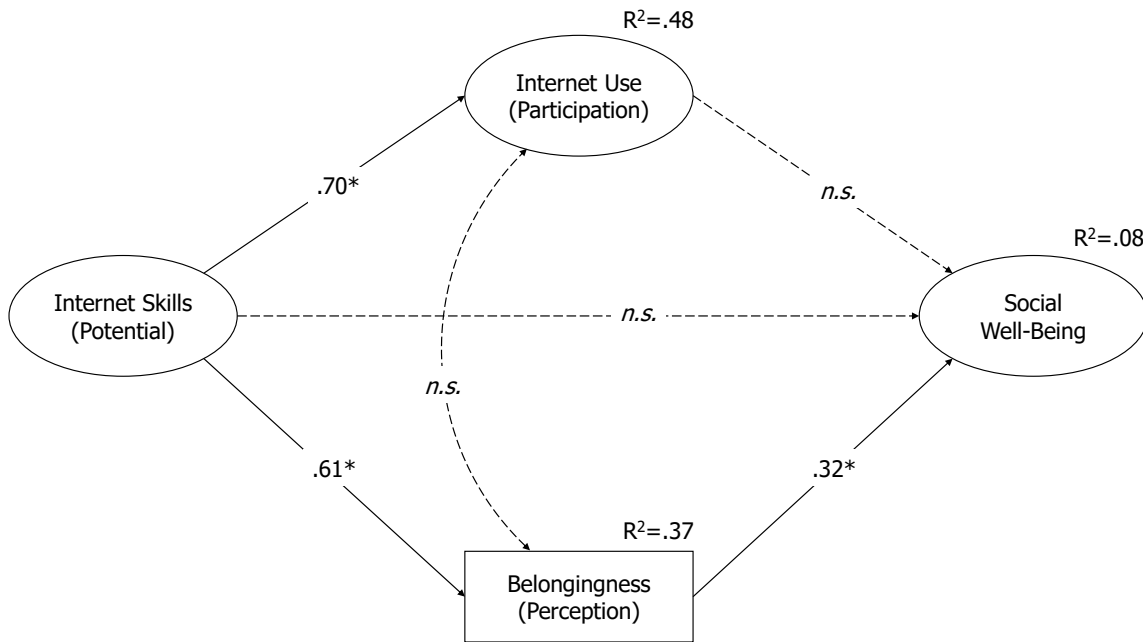 R²=.48
Internet Use
(Participation)
.70*
n.s.
R²=.08
Internet Skills
(Potential)
n.s.
Social
Well-Being
n.s.
.61*
.32*
R²=.37
Belongingness
(Perception)